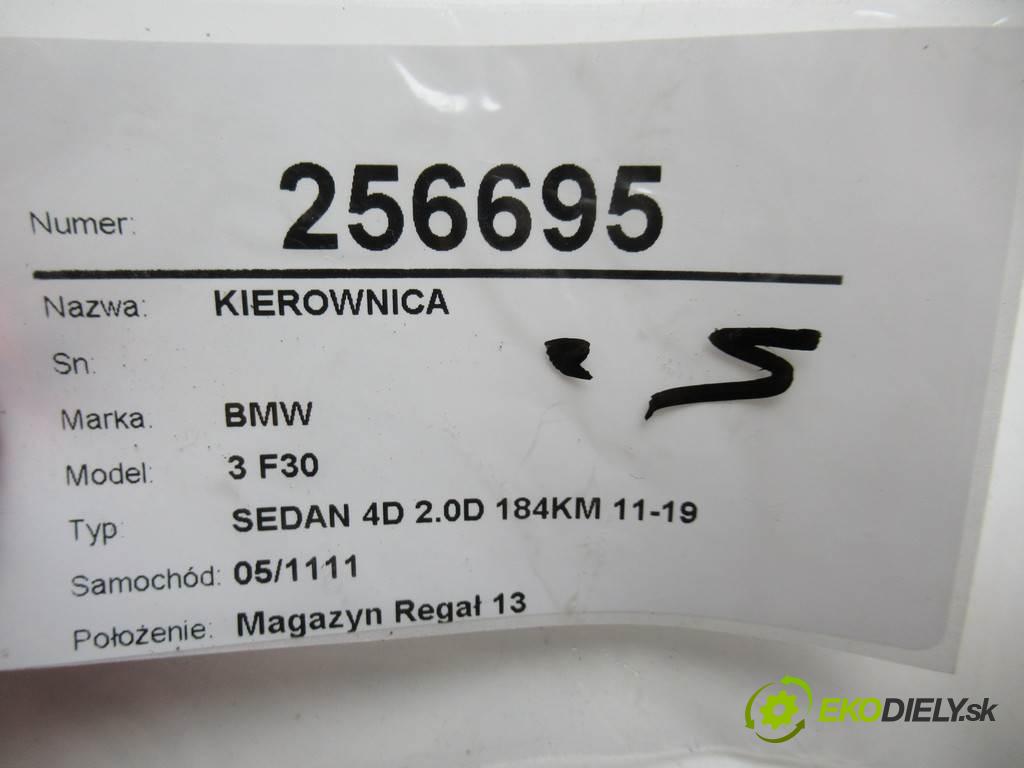 Numer: 256695
Nazwa: KIEROWNICA
Sn:
Marka: BMW
Model: 3 F30
Typ: SEDAN 4D 2.0D 184KM 11-19
Samochód: 05/1111
Położenie: Magazyn Regał 13
EKODIELY.sk